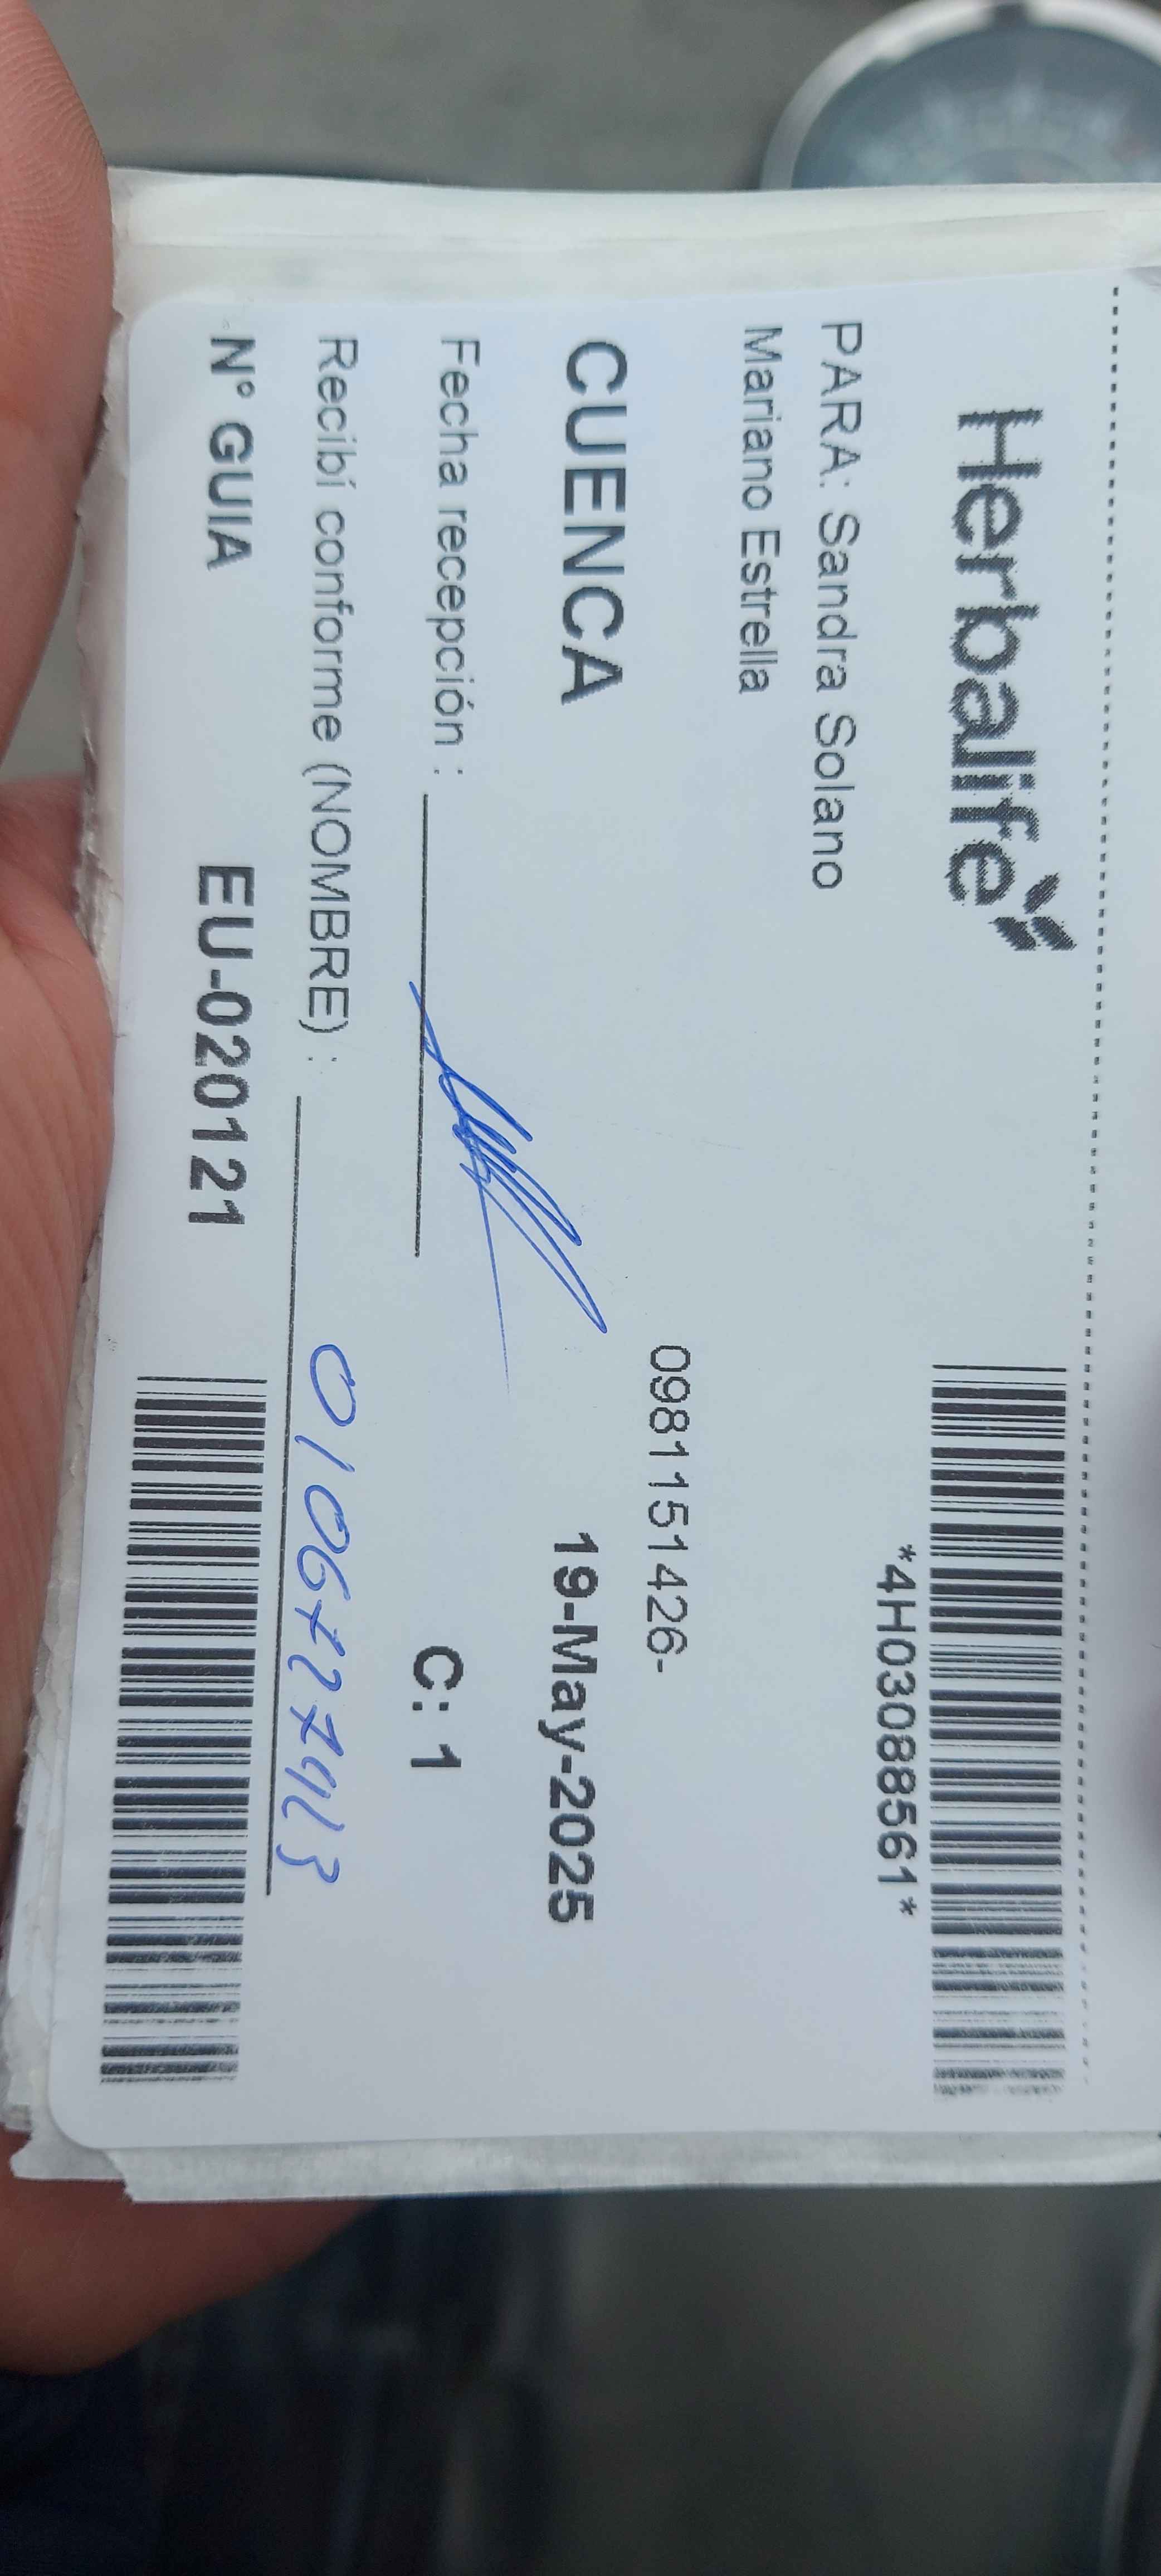 Herbalife
*4H03088561*
PARA: Sandra Solano
Mariano Estrella
0981151426-
CUENCA 19-May-2025
Fecha recepción :
C: 1
Recibí conforme (NOMBRE) :
N° GUIA EU-020121